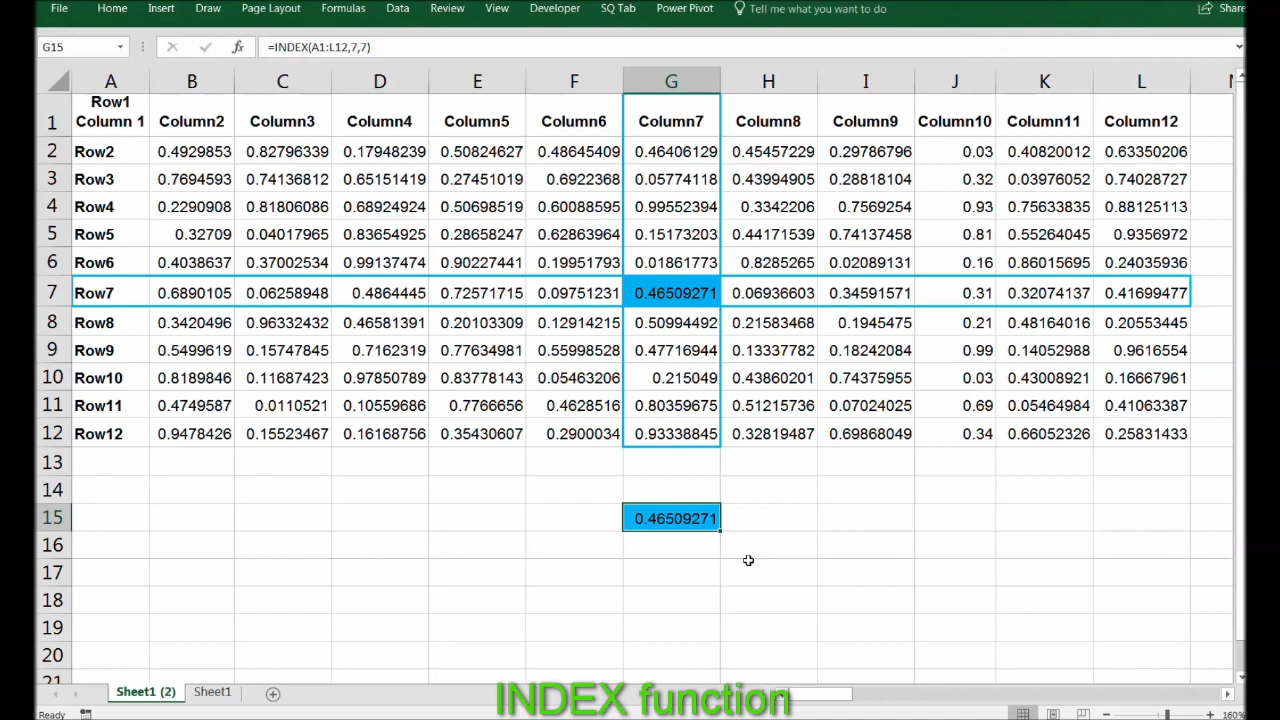 File Home Insert Draw Page Layout Formulas Data Review View Developer SQ Tab Power Pivot Tell me what you want to do Share
G15 fx =INDEX(A1:L12,7,7)
A B C D E F G H I J K L
Row1
1 Column 1 Column2 Column3 Column4 Column5 Column6 Column7 Column8 Column9 Column10 Column11 Column12
2 Row2 0.4929853 0.82796339 0.17948239 0.50824627 0.48645409 0.46406129 0.45457229 0.29786796 0.03 0.40820012 0.63350206
3 Row3 0.7694593 0.74136812 0.65151419 0.27451019 0.6922368 0.05774118 0.43994905 0.28818104 0.32 0.03976052 0.74028727
4 Row4 0.2290908 0.81806086 0.68924924 0.50698519 0.60088595 0.99552394 0.3342206 0.7569254 0.93 0.75633835 0.88125113
5 Row5 0.32709 0.04017965 0.83654925 0.28658247 0.62863964 0.15173203 0.44171539 0.74137458 0.81 0.55264045 0.9356972
6 Row6 0.4038637 0.37002534 0.99137474 0.90227441 0.19951793 0.01861773 0.8285265 0.02089131 0.16 0.86015695 0.24035936
7 Row7 0.6890105 0.06258948 0.4864445 0.72571715 0.09751231 0.46509271 0.06936603 0.34591571 0.31 0.32074137 0.41699477
8 Row8 0.3420496 0.96332432 0.46581391 0.20103309 0.12914215 0.50994492 0.21583468 0.1945475 0.21 0.48164016 0.20553445
9 Row9 0.5499619 0.15747845 0.7162319 0.77634981 0.55998528 0.47716944 0.13337782 0.18242084 0.99 0.14052988 0.9616554
10 Row10 0.8189846 0.11687423 0.97850789 0.83778143 0.05463206 0.215049 0.43860201 0.74375955 0.03 0.43008921 0.16667961
11 Row11 0.4749587 0.0110521 0.10559686 0.7766656 0.4628516 0.80359675 0.51215736 0.07024025 0.69 0.05464984 0.41063387
12 Row12 0.9478426 0.15523467 0.16168756 0.35430607 0.2900034 0.93338845 0.32819487 0.69868049 0.34 0.66052326 0.25831433
13
14
15 0.46509271
16
17
18
19
20
21
Sheet1 (2) Sheet1
INDEX function
Ready 160%